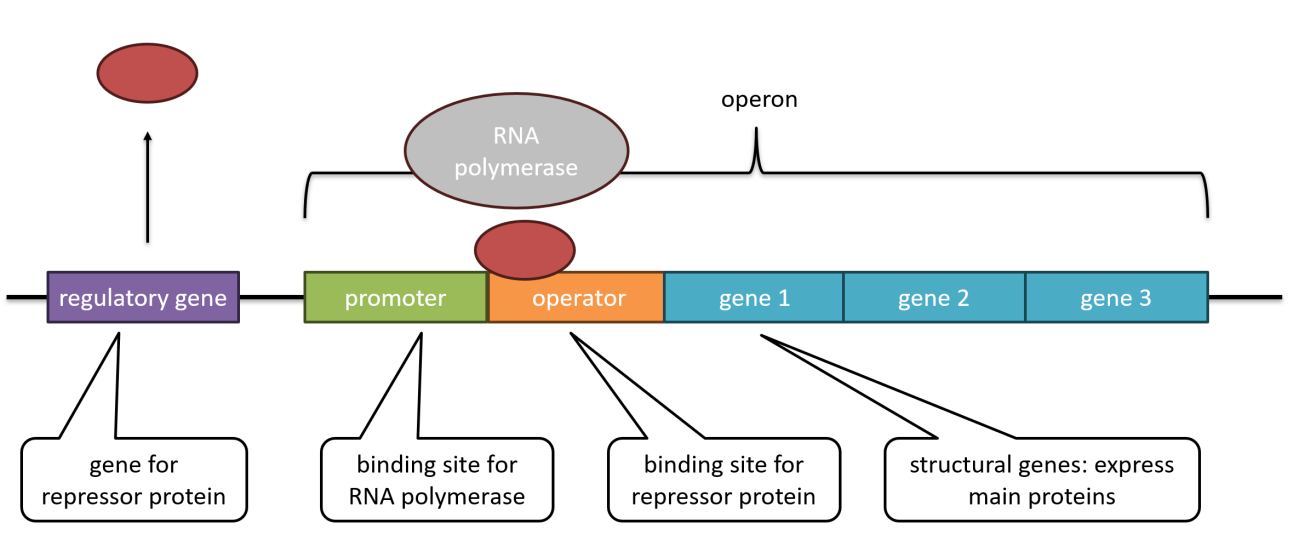 operon
RNA
polymerase
regulatory gene
promoter
operator
gene 1
gene 2
gene 3
gene for
repressor protein
binding site for
RNA polymerase
binding site for
repressor protein
structural genes: express
main proteins